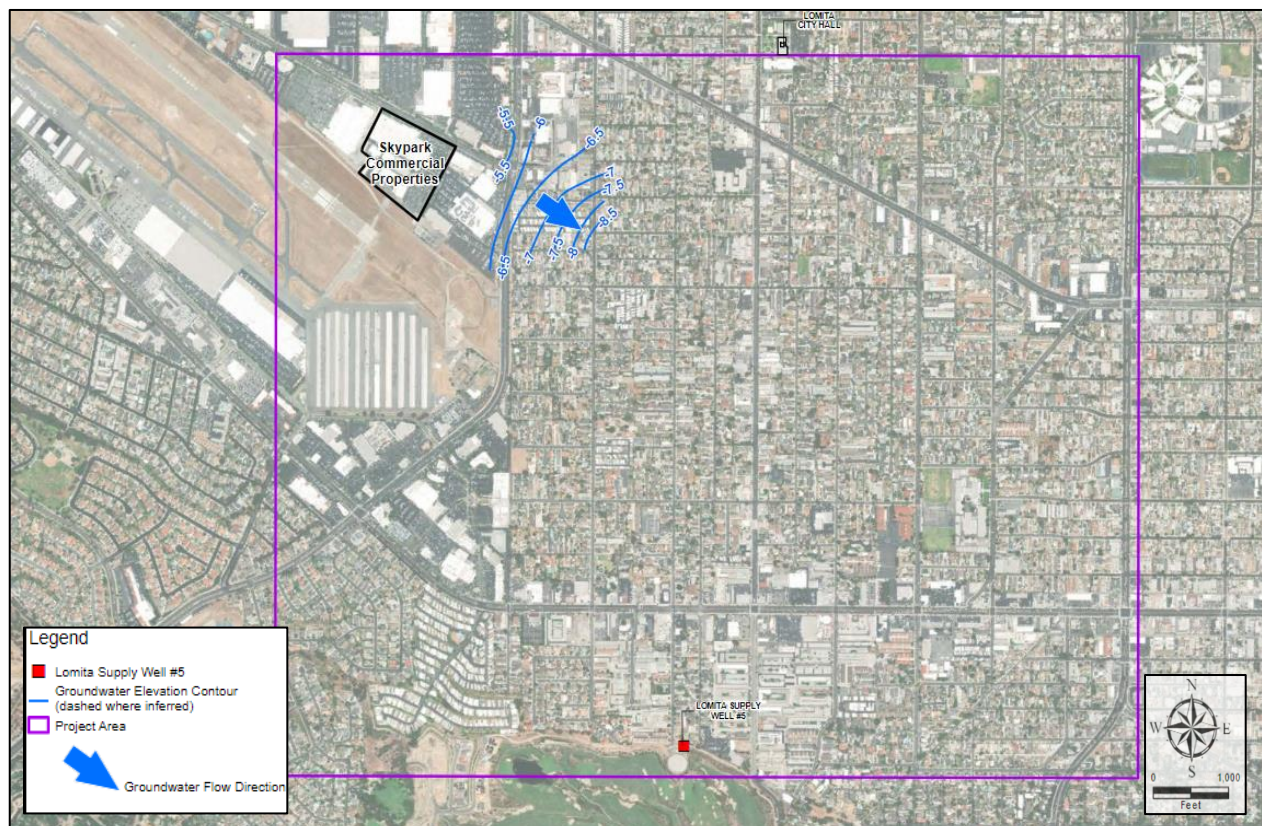 LOMITA
CITY HALL
Skypark
Commercial
Properties
-5.5
-6
-6.5
-5.5
-7
-7.5
-8.5
-6.5
-7
-7.5
-8
LOMITA SUPPLY
WELL #5
Legend
Lomita Supply Well #5
Groundwater Elevation Contour
(dashed where inferred)
Project Area
Groundwater Flow Direction
N
W E
S
0 1,000
Feet